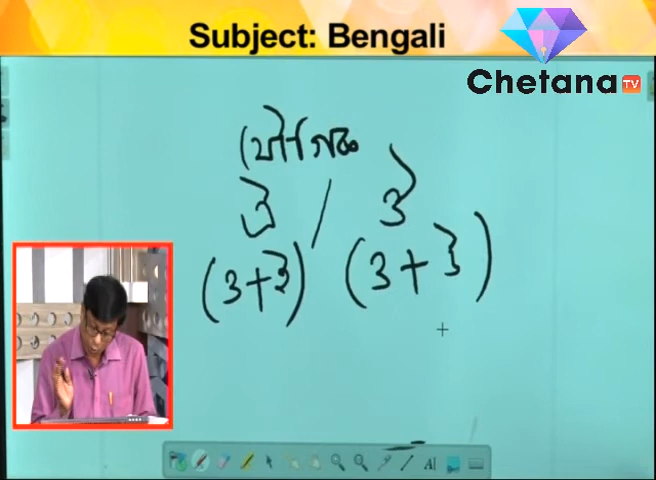 Subject: Bengali
Chetana TV
যৌগিক
ঐ / ঔ
(ও+ই) (ও+উ)